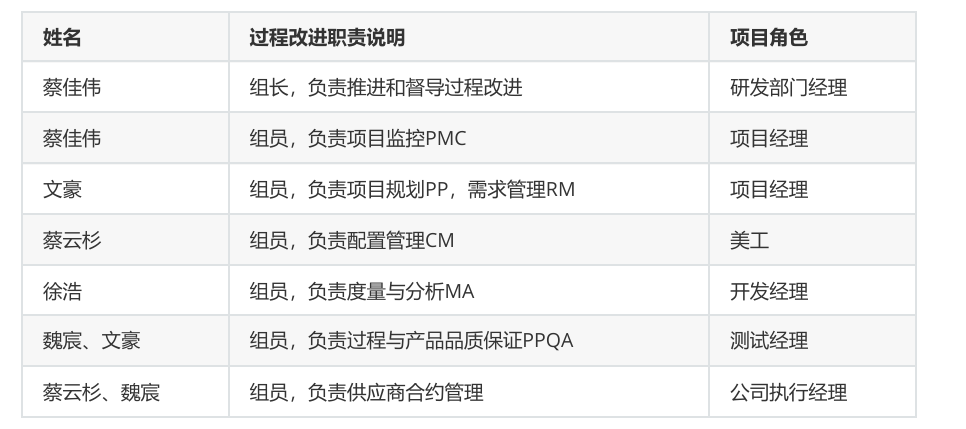 姓名 过程改进职责说明 项目角色
蔡佳伟 组长，负责推进和督导过程改进 研发部门经理
蔡佳伟 组员，负责项目监控PMC 项目经理
文豪 组员，负责项目规划PP，需求管理RM 项目经理
蔡云杉 组员，负责配置管理CM 美工
徐浩 组员，负责度量与分析MA 开发经理
魏宸、文豪 组员，负责过程与产品品质保证PPQA 测试经理
蔡云杉、魏宸 组员，负责供应商合约管理 公司执行经理